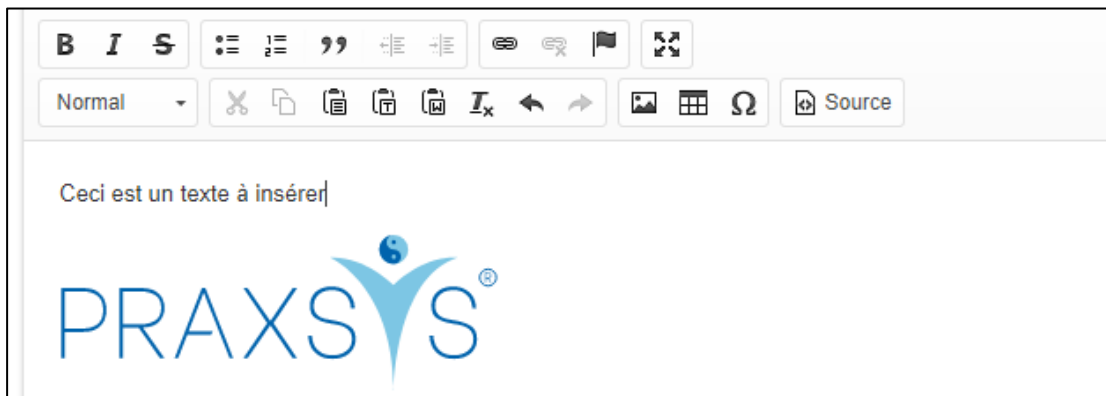 B I S
Normal Source
Ceci est un texte à insérer
PRAXSYS®